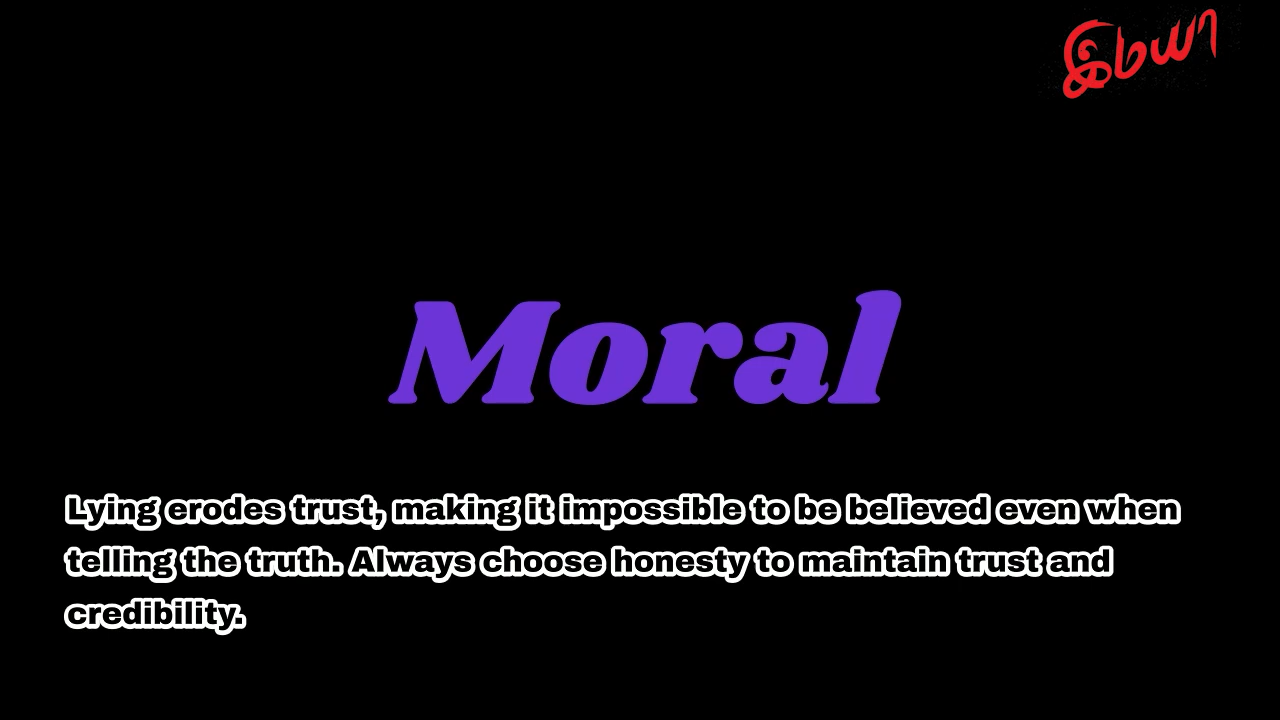 இமயா
Moral
Lying erodes trust, making it impossible to be believed even when
telling the truth. Always choose honesty to maintain trust and
credibility.